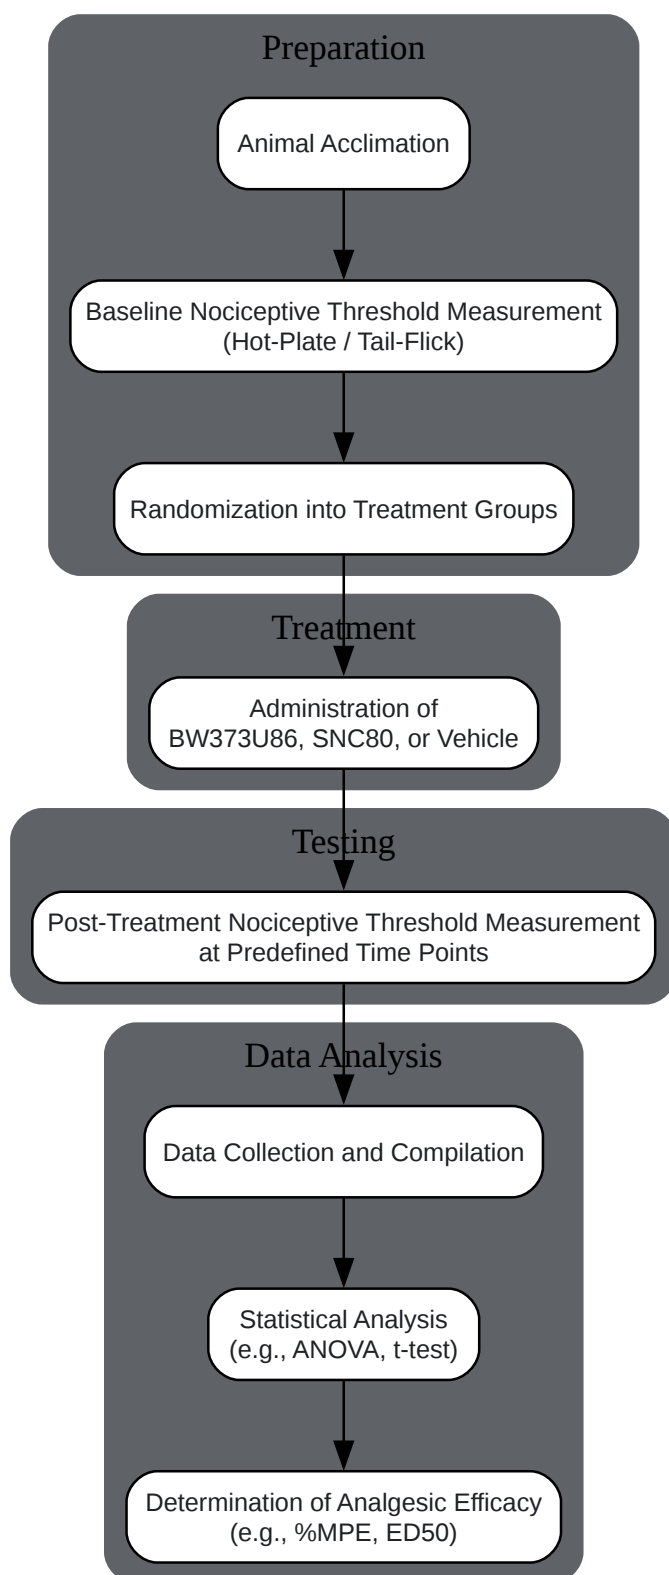 Preparation
Animal Acclimation
Baseline Nociceptive Threshold Measurement
(Hot-Plate / Tail-Flick)
Randomization into Treatment Groups
Treatment
Administration of
BW373U86, SNC80, or Vehicle
Testing
Post-Treatment Nociceptive Threshold Measurement
at Predefined Time Points
Data Analysis
Data Collection and Compilation
Statistical Analysis
(e.g., ANOVA, t-test)
Determination of Analgesic Efficacy
(e.g., %MPE, ED50)